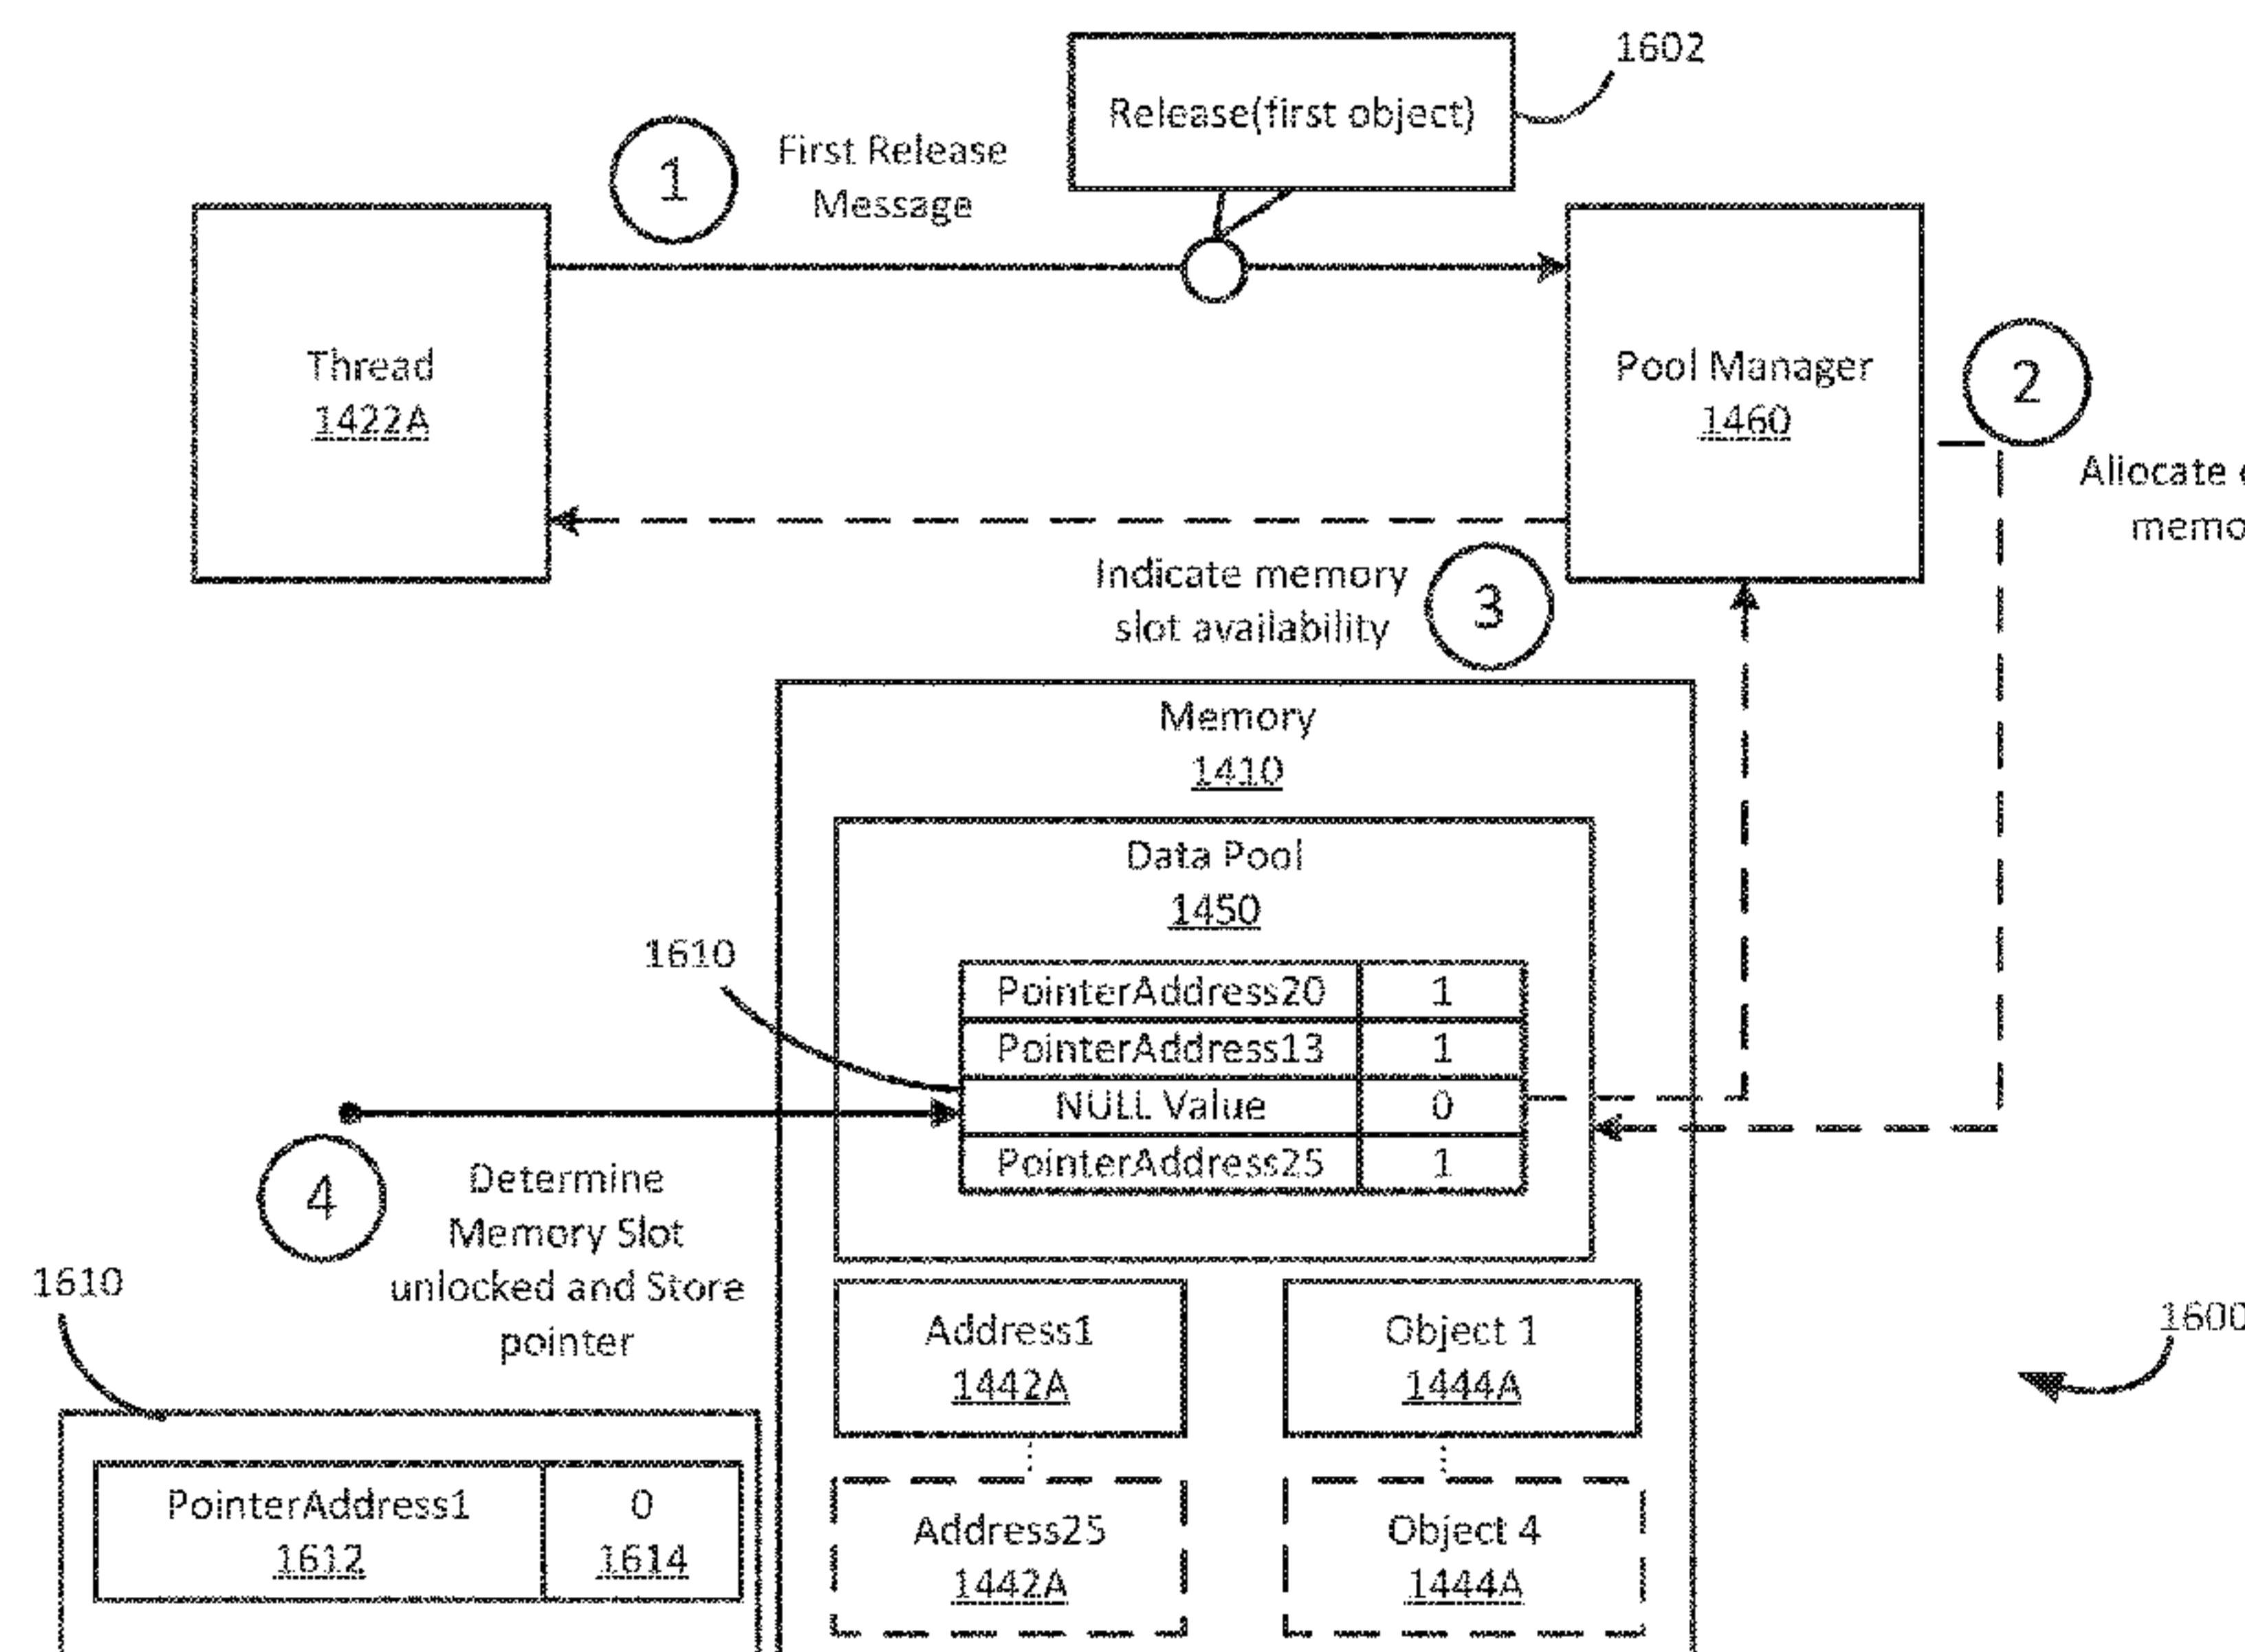 1602
Release(first object)
1
First Release
Message
Thread
1422A
Pool Manager
1460
2
Allocate
Indicate memory
slot availability
3
Memory
1410
Data Pool
1450
1610
PointerAddress20 1
PointerAddress13 1
NULL Value 0
PointerAddress25 1
4
Determine
Memory Slot
unlocked and Store
pointer
1610
Address1
1442A
Object 1
1444A
1600
PointerAddress1
1612
0
1614
Address25
1442A
Object 4
1444A